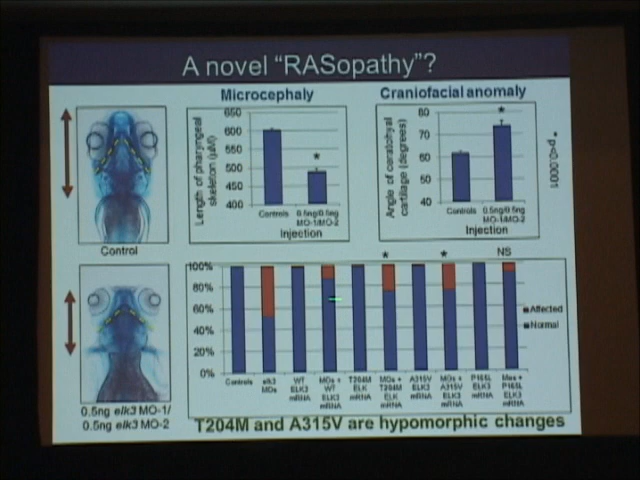 A novel "RASopathy"?
Microcephaly
Craniofacial anomaly
Length of pharyngeal
skeleton (µM)
650
600
550
500
450
400
*
Controls
0.5ng/0.5ng
MO-1/MO-2
Injection
Angle of ceratohyal
cartilage (degrees)
80
70
60
50
40
*
Controls
0.5ng/0.5ng
MO-1/MO-2
Injection
* p<0.0001
Control
0.5ng elk3 MO-1/
0.5ng elk3 MO-2
100%
80%
60%
40%
20%
0%
*
*
NS
Affected
Normal
Controls
elk3
MOs
WT
ELK3
mRNA
MOs +
WT
ELK3
mRNA
T204M
ELK
mRNA
MOs +
T204M
ELK
mRNA
A315V
ELK3
mRNA
MOs +
A315V
ELK3
mRNA
ELK3
mRNA
ELK3
mRNA
T204M and A315V are hypomorphic changes